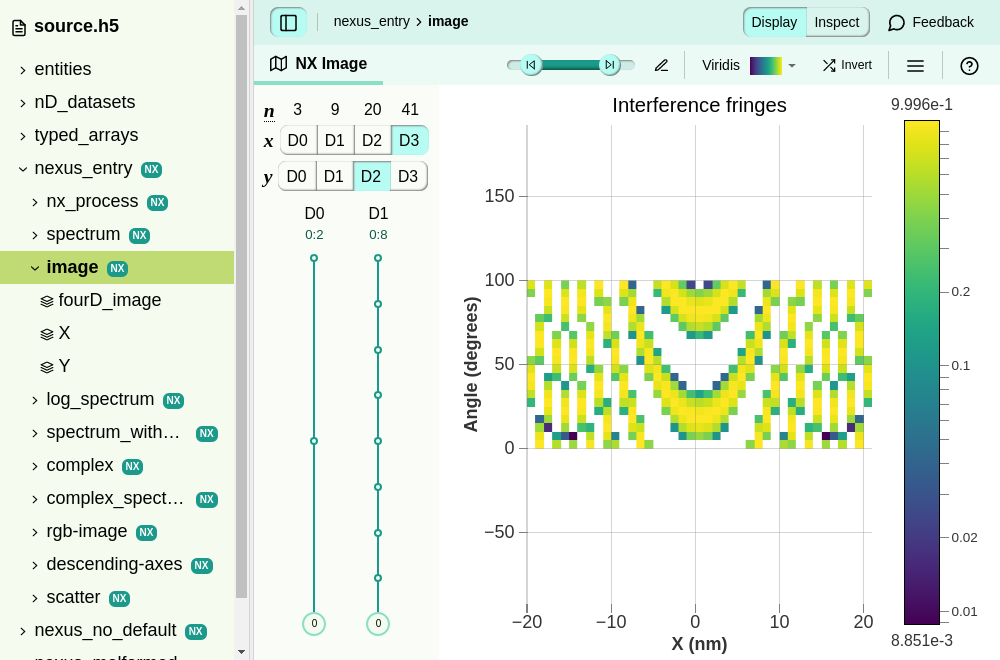 source.h5
entities
nD_datasets
typed_arrays
nexus_entry NX
nx_process NX
spectrum NX
image NX
fourD_image
X
Y
log_spectrum NX
spectrum_with… NX
complex NX
complex_spect… NX
rgb-image NX
descending-axes NX
scatter NX
nexus_no_default NX
nexus_entry › image
Display Inspect Feedback
NX Image
Viridis Invert
n 3 9 20 41
x D0 D1 D2 D3
y D0 D1 D2 D3
D0 D1
0:2 0:8
0 0
Interference fringes
150
100
50
0
−50
Angle (degrees)
−20 −10 0 10 20
X (nm)
9.996e-1
0.2
0.1
0.02
0.01
8.851e-3